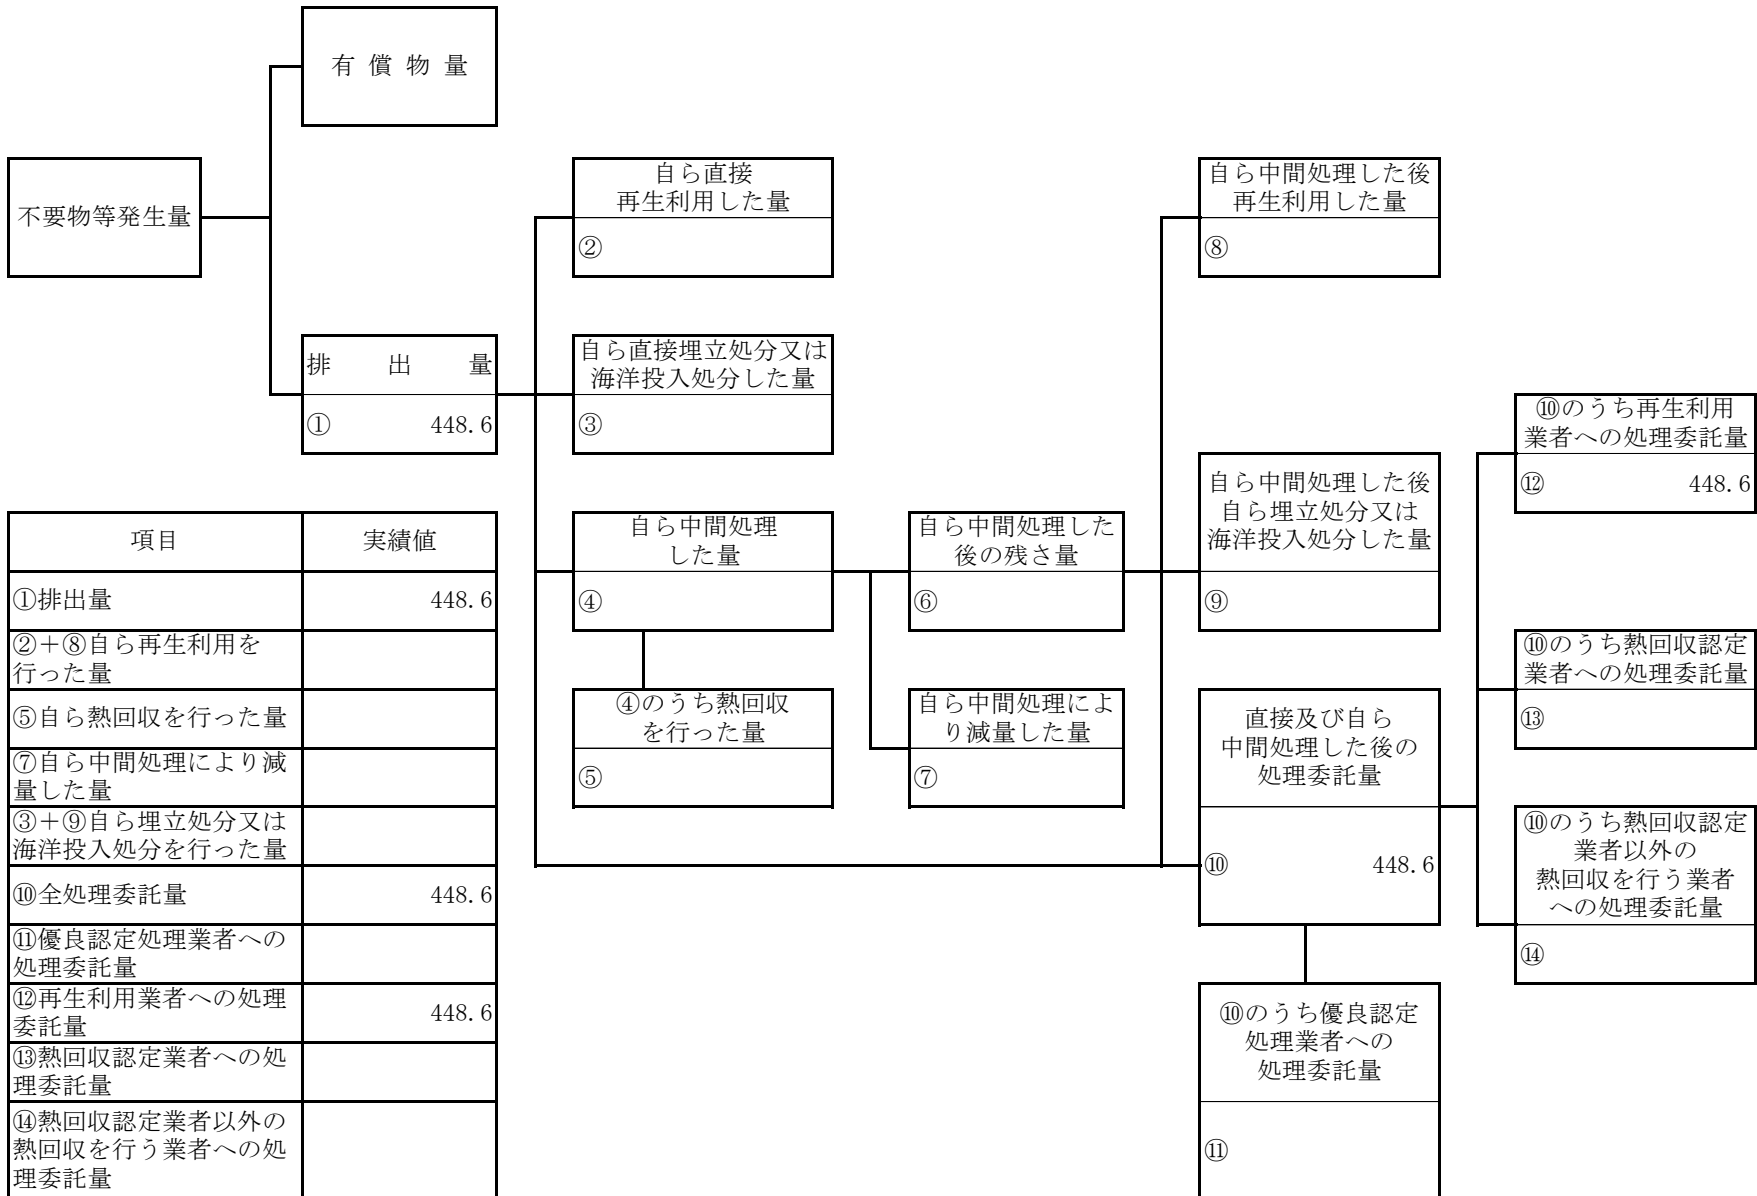 有償物量
不要物等発生量
排出量
① 448.6
自ら直接
再生利用した量
②
自ら直接埋立処分又は
海洋投入処分した量
③
自ら中間処理
した量
④
④のうち熱回収
を行った量
⑤
自ら中間処理した
後の残さ量
⑥
自ら中間処理によ
り減量した量
⑦
自ら中間処理した後
再生利用した量
⑧
自ら中間処理した後
自ら埋立処分又は
海洋投入処分した量
⑨
直接及び自ら
中間処理した後の
処理委託量
⑩ 448.6
⑩のうち優良認定
処理業者への
処理委託量
⑪
⑩のうち再生利用
業者への処理委託量
⑫ 448.6
⑩のうち熱回収認定
業者への処理委託量
⑬
⑩のうち熱回収認定
業者以外の
熱回収を行う業者
への処理委託量
⑭
項目 実績値
①排出量 448.6
②+⑧自ら再生利用を
行った量
⑤自ら熱回収を行った量
⑦自ら中間処理により減
量した量
③+⑨自ら埋立処分又は
海洋投入処分を行った量
⑩全処理委託量 448.6
⑪優良認定処理業者への
処理委託量
⑫再生利用業者への処理
委託量 448.6
⑬熱回収認定業者への処
理委託量
⑭熱回収認定業者以外の
熱回収を行う業者への処
理委託量